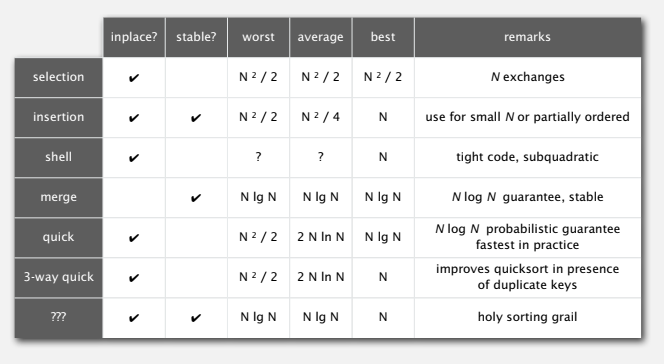 inplace? stable? worst average best remarks
selection ✔ N ² / 2 N ² / 2 N ² / 2 N exchanges
insertion ✔ ✔ N ² / 2 N ² / 4 N use for small N or partially ordered
shell ✔ ? ? N tight code, subquadratic
merge ✔ N lg N N lg N N lg N N log N guarantee, stable
quick ✔ N ² / 2 2 N ln N N lg N N log N probabilistic guarantee
fastest in practice
3-way quick ✔ N ² / 2 2 N ln N N improves quicksort in presence
of duplicate keys
??? ✔ ✔ N lg N N lg N N holy sorting grail